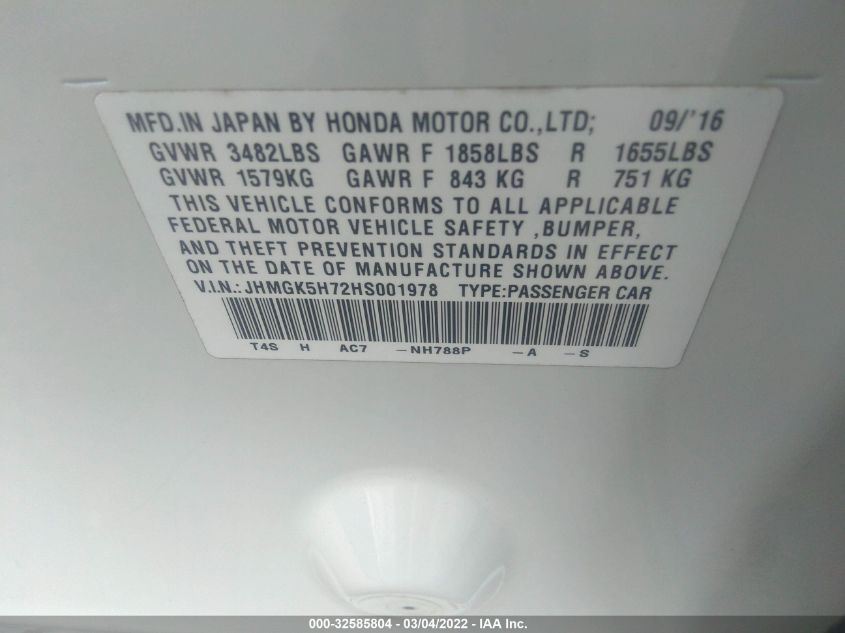 MFD.IN JAPAN BY HONDA MOTOR CO.,LTD; 09/'16
GVWR 3482LBS GAWR F 1858LBS R 1655LBS
GVWR 1579KG GAWR F 843 KG R 751 KG
THIS VEHICLE CONFORMS TO ALL APPLICABLE
FEDERAL MOTOR VEHICLE SAFETY ,BUMPER,
AND THEFT PREVENTION STANDARDS IN EFFECT
ON THE DATE OF MANUFACTURE SHOWN ABOVE.
V.I.N.:JHMGK5H72HS001978 TYPE:PASSENGER CAR
T4S H AC7 -NH788P -A -S
000-32585804 - 03/04/2022 - IAA Inc.